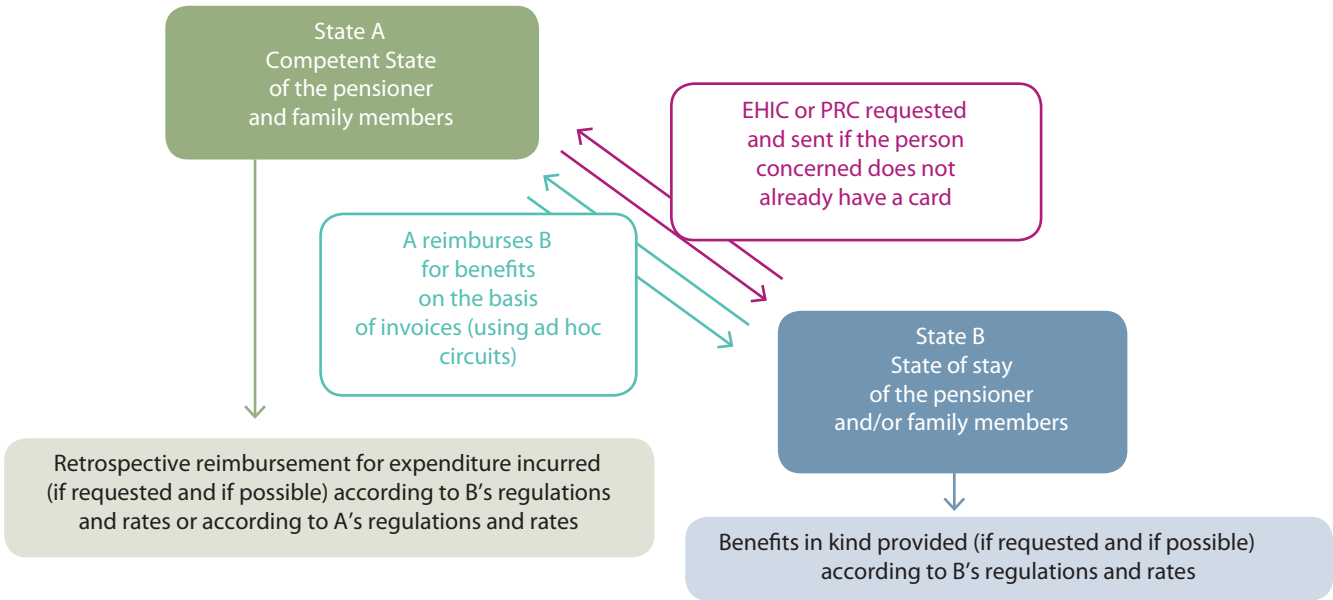 State A
Competent State
of the pensioner
and family members
EHIC or PRC requested
and sent if the person
concerned does not
already have a card
A reimburses B
for benefits
on the basis
of invoices (using ad hoc
circuits)
State B
State of stay
of the pensioner
and/or family members
Retrospective reimbursement for expenditure incurred
(if requested and if possible) according to B’s regulations
and rates or according to A’s regulations and rates
Benefits in kind provided (if requested and if possible)
according to B’s regulations and rates